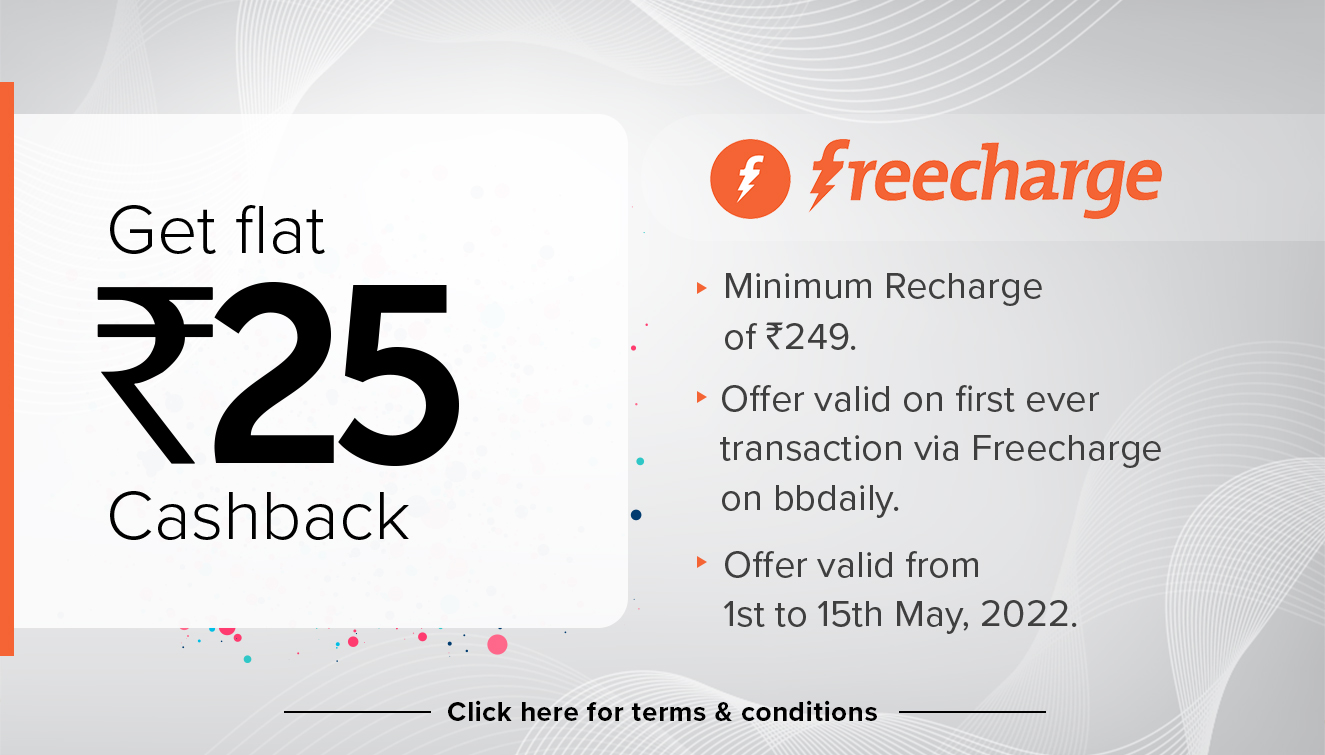 Get flat
₹25
Cashback
freecharge
Minimum Recharge
of ₹249.
Offer valid on first ever
transaction via Freecharge
on bbdaily.
Offer valid from
1st to 15th May, 2022.
Click here for terms & conditions